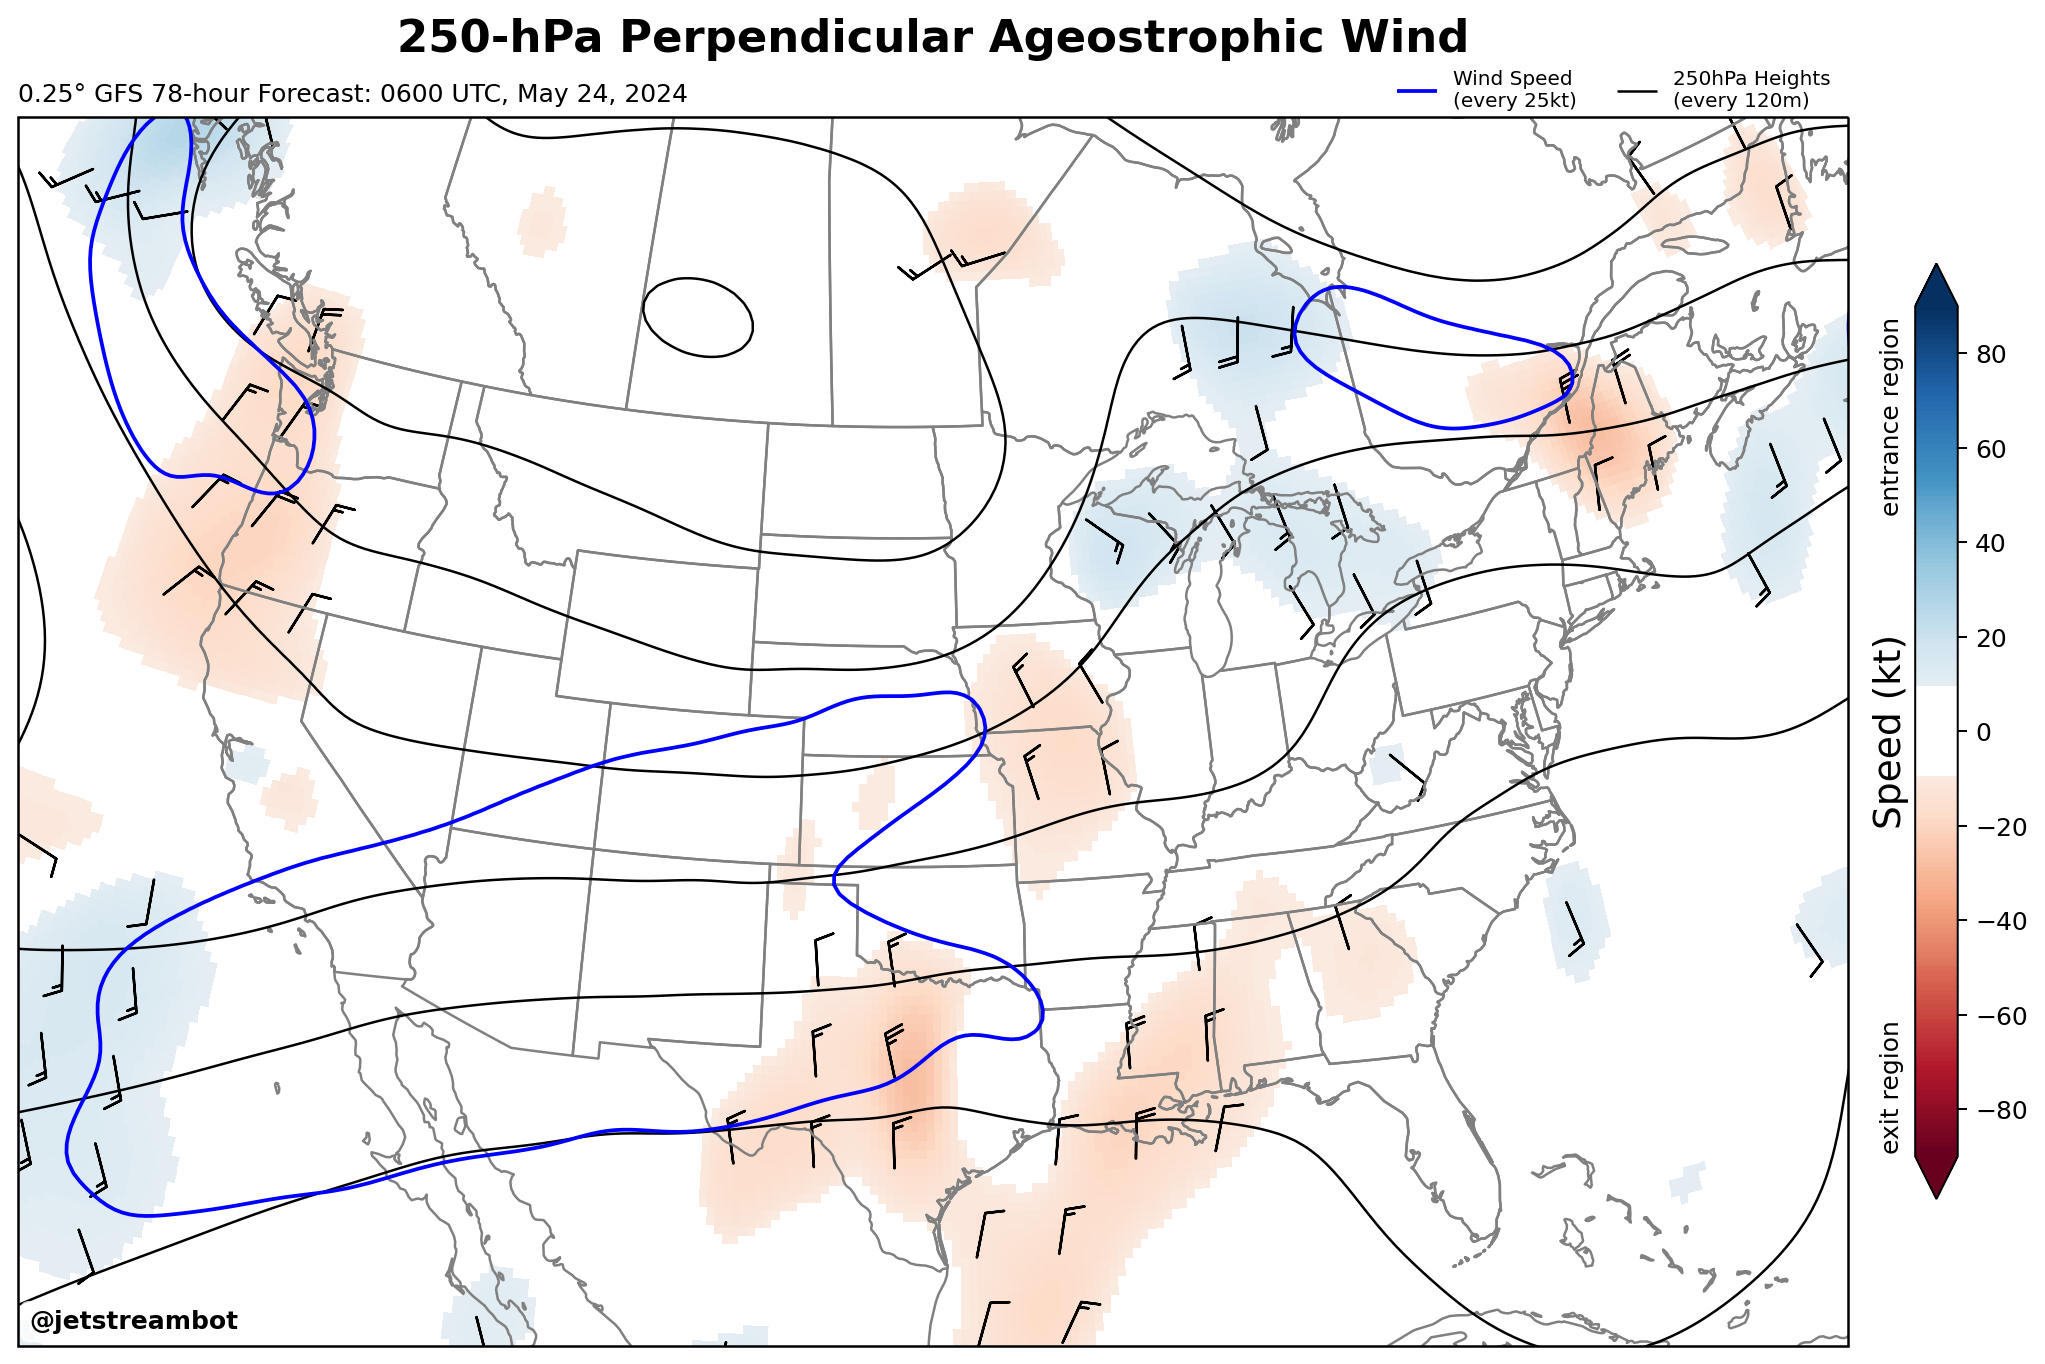 250-hPa Perpendicular Ageostrophic Wind
0.25° GFS 78-hour Forecast: 0600 UTC, May 24, 2024
Wind Speed
(every 25kt)
250hPa Heights
(every 120m)
entrance region
exit region
Speed (kt)
80
60
40
20
0
−20
−40
−60
−80
@jetstreambot